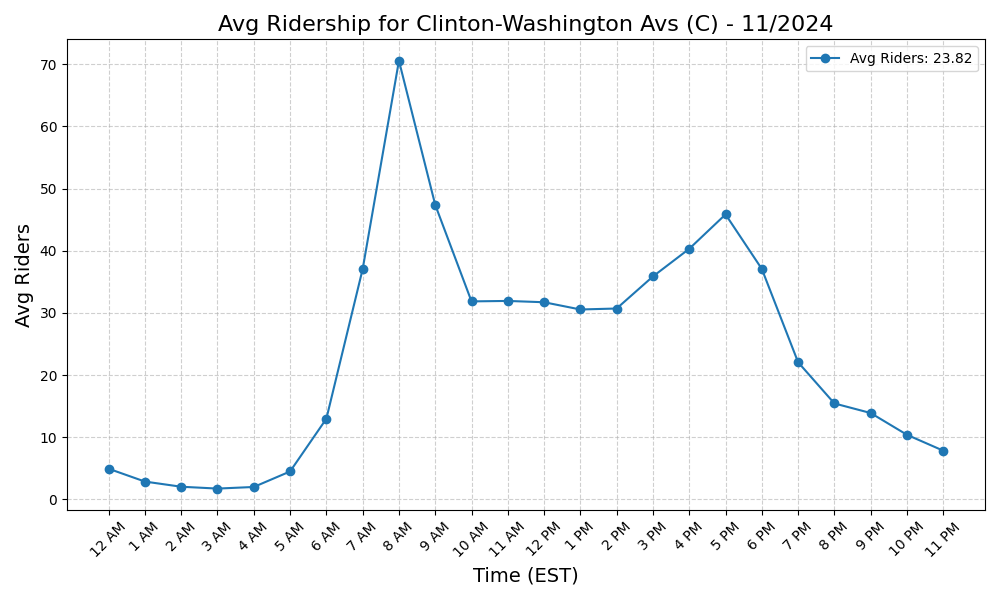 Avg Ridership for Clinton-Washington Avs (C) - 11/2024
Avg Riders: 23.82
Avg Riders
70
60
50
40
30
20
10
0
12 AM
1 AM
2 AM
3 AM
4 AM
5 AM
6 AM
7 AM
8 AM
9 AM
10 AM
11 AM
12 PM
1 PM
2 PM
3 PM
4 PM
5 PM
6 PM
7 PM
8 PM
9 PM
10 PM
11 PM
Time (EST)